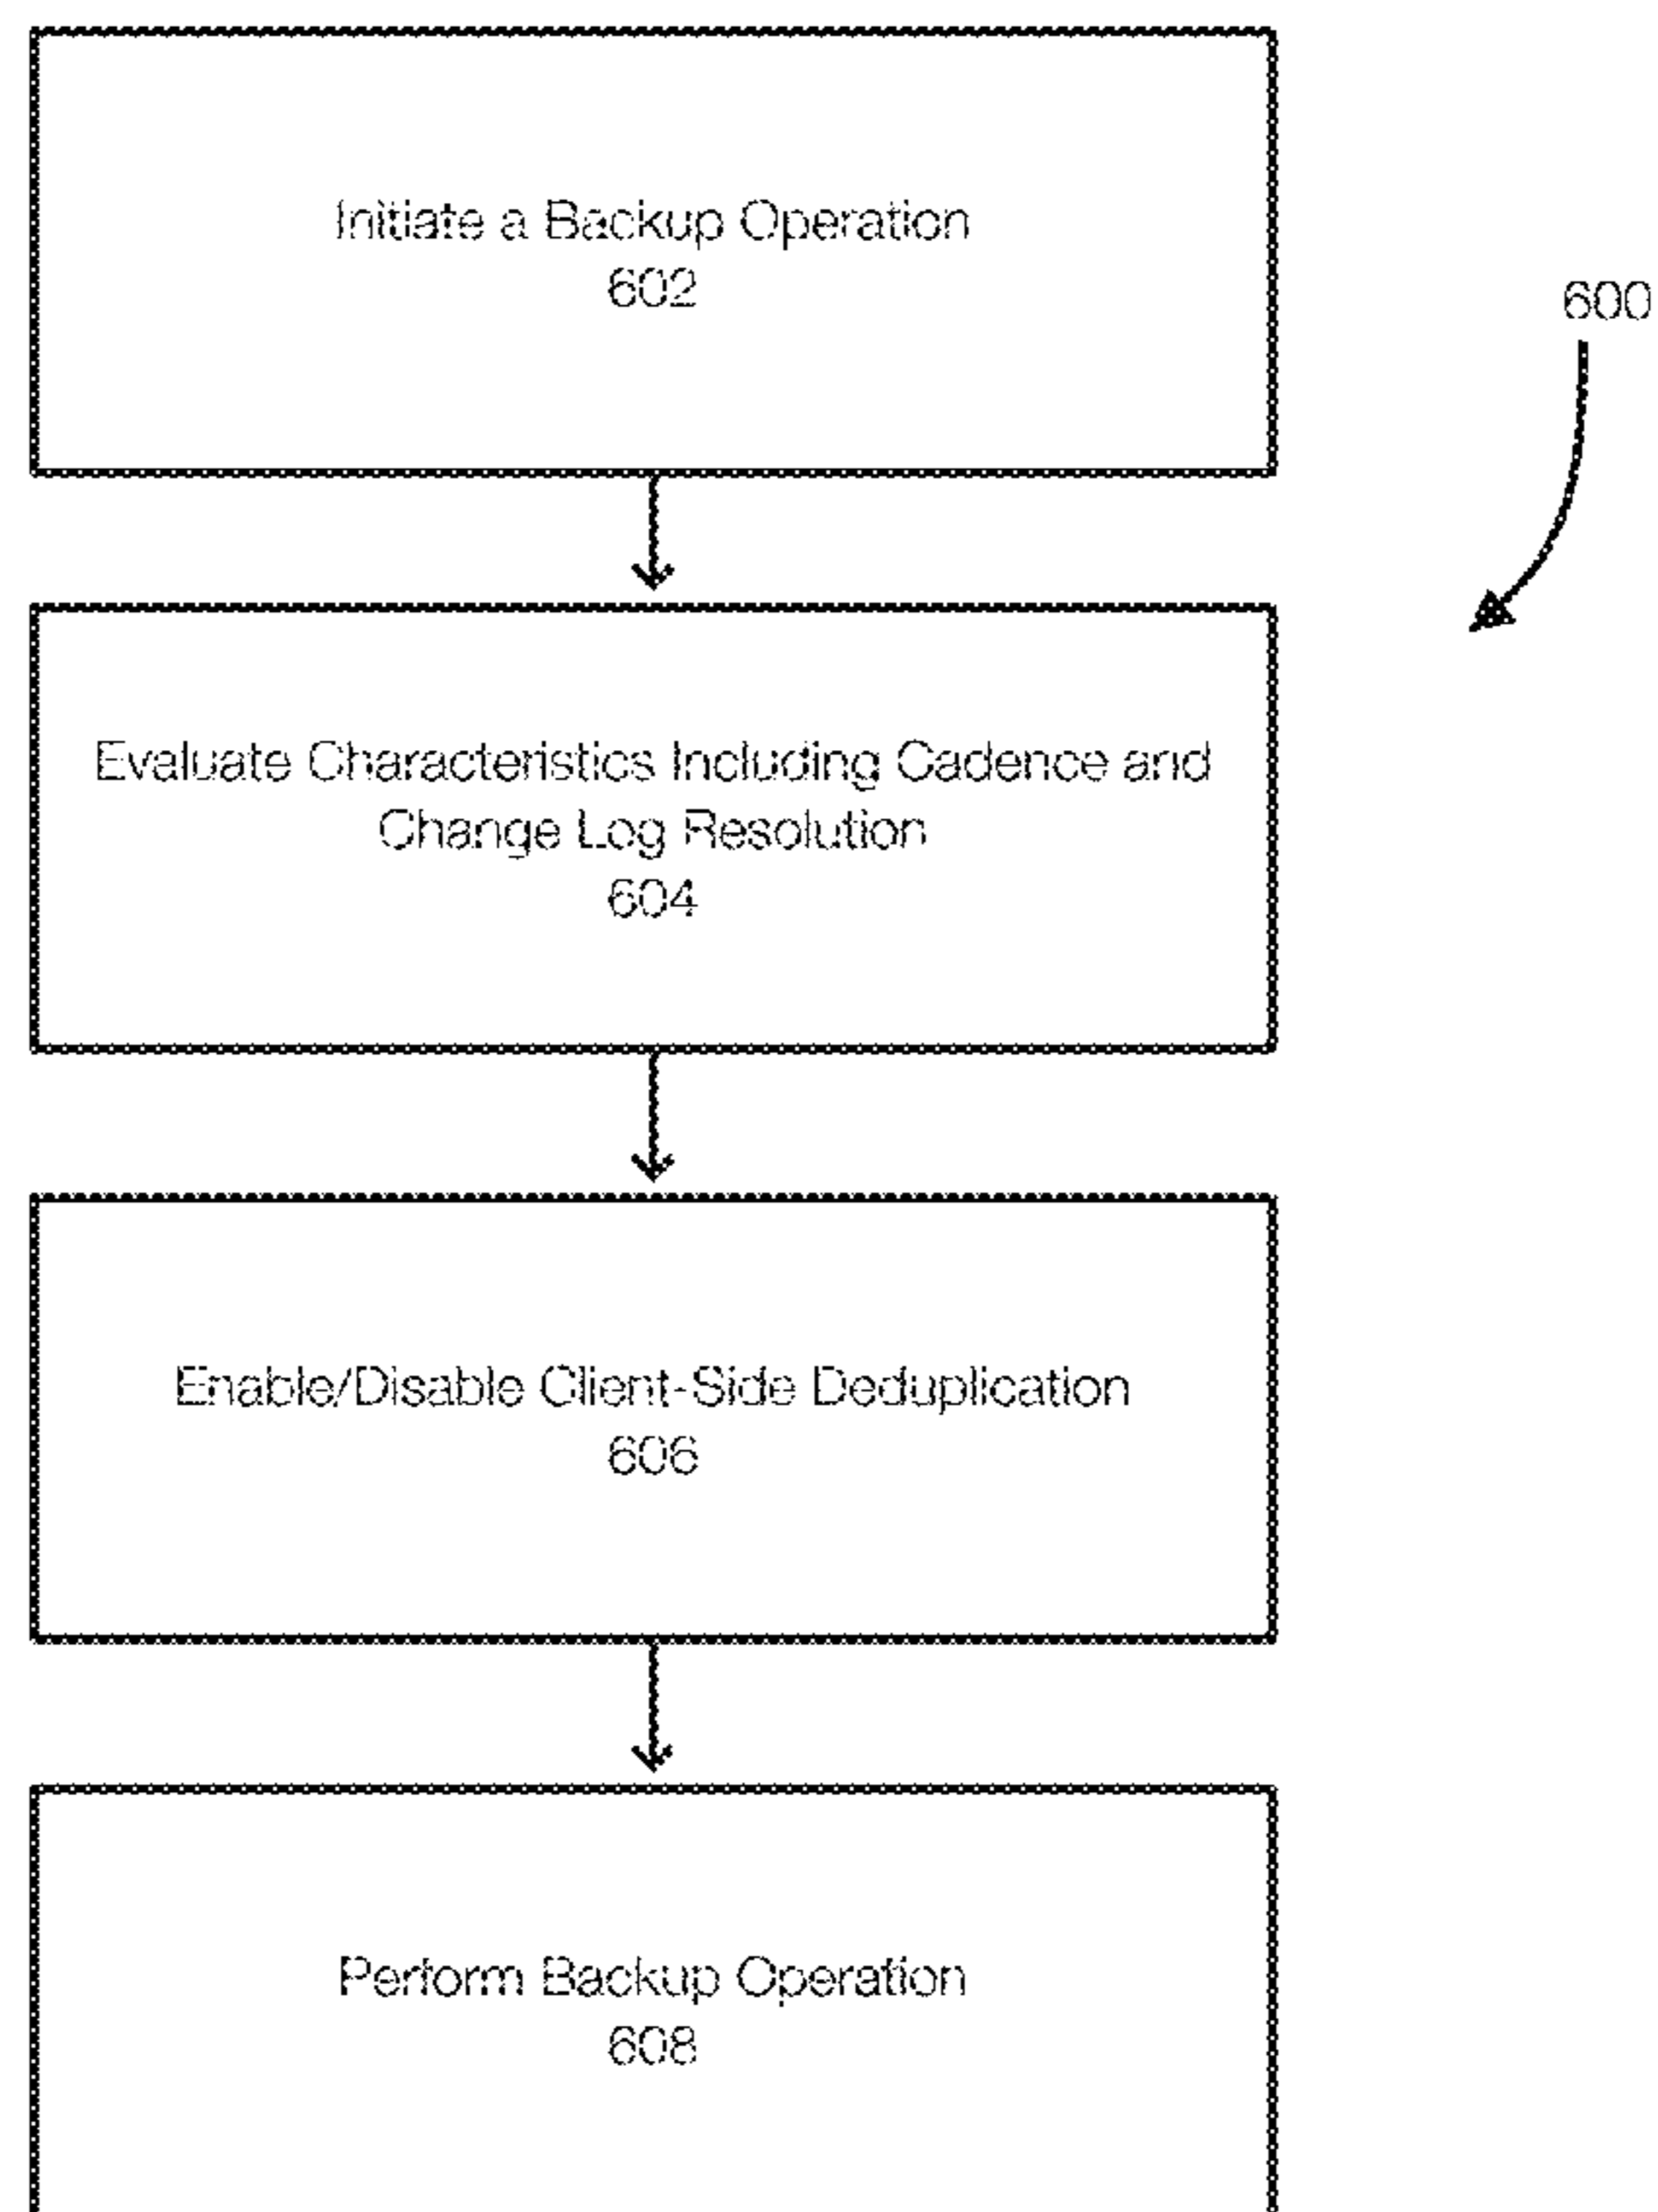 Initiate a Backup Operation
602
600
Evaluate Characteristics Including Cadence and
Change Log Resolution
604
Enable/Disable Client-Side Deduplication
606
Perform Backup Operation
608